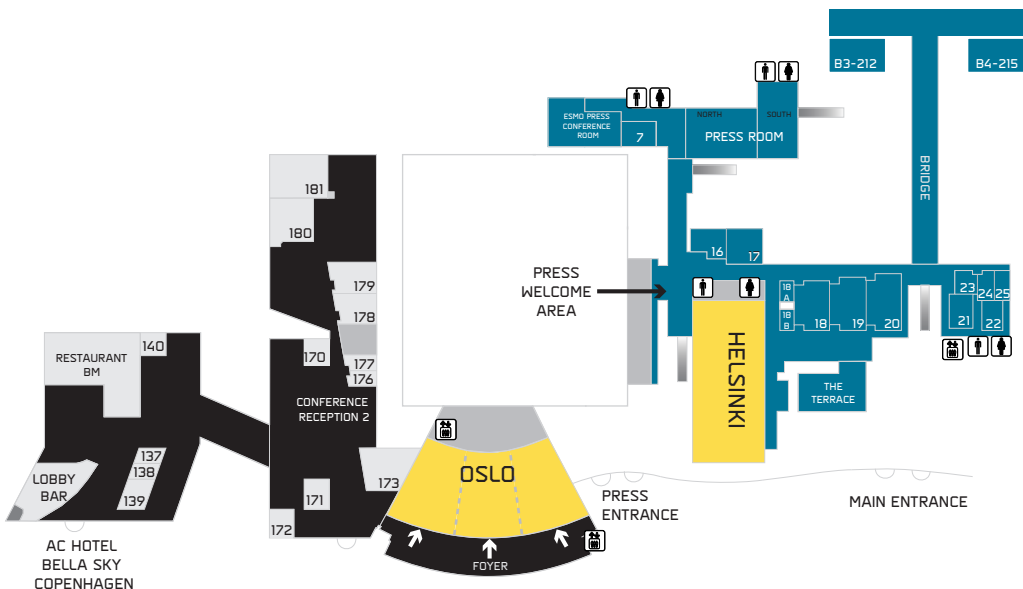 B3-212
B4-215
ESMO PRESS
CONFERENCE
ROOM
7
NORTH
SOUTH
PRESS ROOM
BRIDGE
181
180
179
178
177
176
170
16
17
PRESS
WELCOME
AREA
18
A
18
B
18
19
20
23
24
25
21
22
HELSINKI
THE
TERRACE
RESTAURANT
BM
140
CONFERENCE
RECEPTION 2
137
138
139
LOBBY
BAR
171
172
173
OSLO
FOYER
PRESS
ENTRANCE
MAIN ENTRANCE
AC HOTEL
BELLA SKY
COPENHAGEN